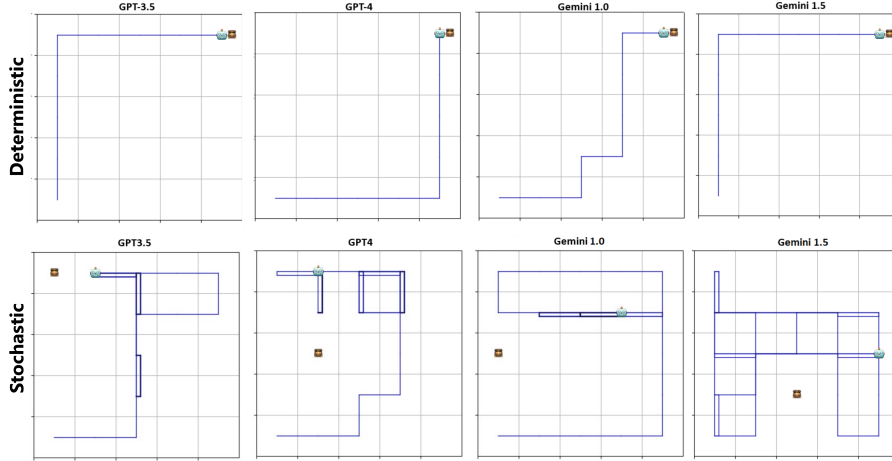 GPT-3.5
GPT-4
Gemini 1.0
Gemini 1.5
Deterministic
GPT3.5
GPT4
Gemini 1.0
Gemini 1.5
Stochastic